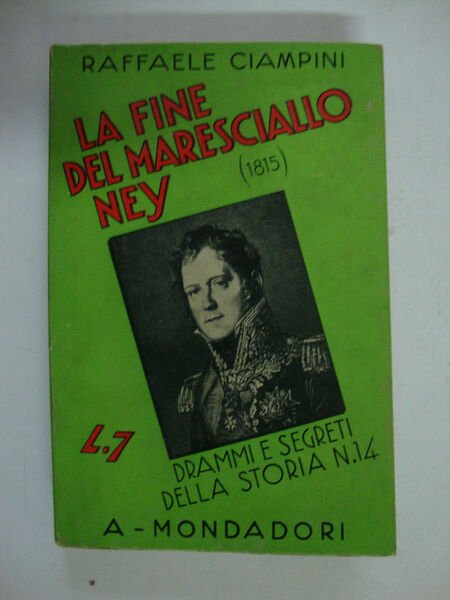 RAFFAELE CIAMPINI
LA FINE
DEL MARESCIALLO
NEY
(1815)
L.7
DRAMMI E SEGRETI
DELLA STORIA N.14
A-MONDADORI